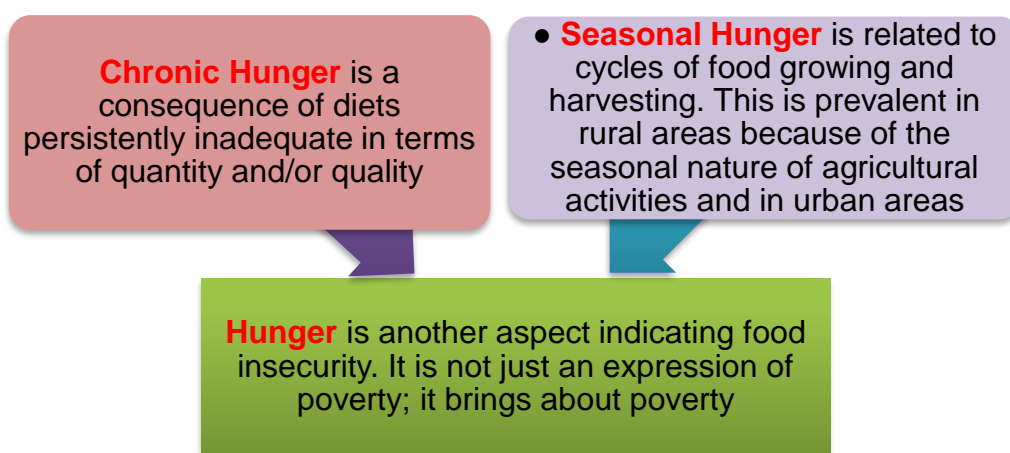 Chronic Hunger is a
consequence of diets
persistently inadequate in terms
of quantity and/or quality
● Seasonal Hunger is related to
cycles of food growing and
harvesting. This is prevalent in
rural areas because of the
seasonal nature of agricultural
activities and in urban areas
Hunger is another aspect indicating food
insecurity. It is not just an expression of
poverty; it brings about poverty